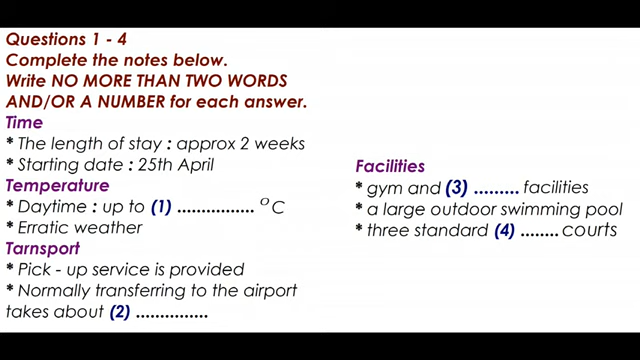 Questions 1 - 4
Complete the notes below.
Write NO MORE THAN TWO WORDS
AND/OR A NUMBER for each answer.
Time
* The length of stay : approx 2 weeks
* Starting date : 25th April
Temperature
* Daytime : up to (1) ............... °C
* Erratic weather
Tarnsport
* Pick - up service is provided
* Normally transferring to the airport
takes about (2) ..............
Facilities
* gym and (3) ......... facilities
* a large outdoor swimming pool
* three standard (4) ........ courts